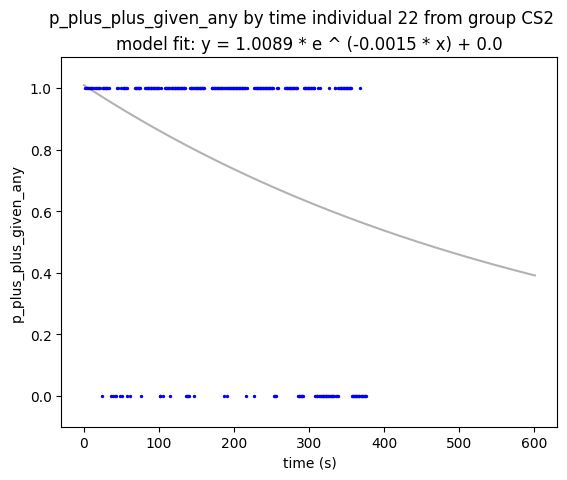 p_plus_plus_given_any by time individual 22 from group CS2
model fit: y = 1.0089 * e ^ (-0.0015 * x) + 0.0
1.0
0.8
0.6
0.4
0.2
0.0
p_plus_plus_given_any
0 100 200 300 400 500 600
time (s)